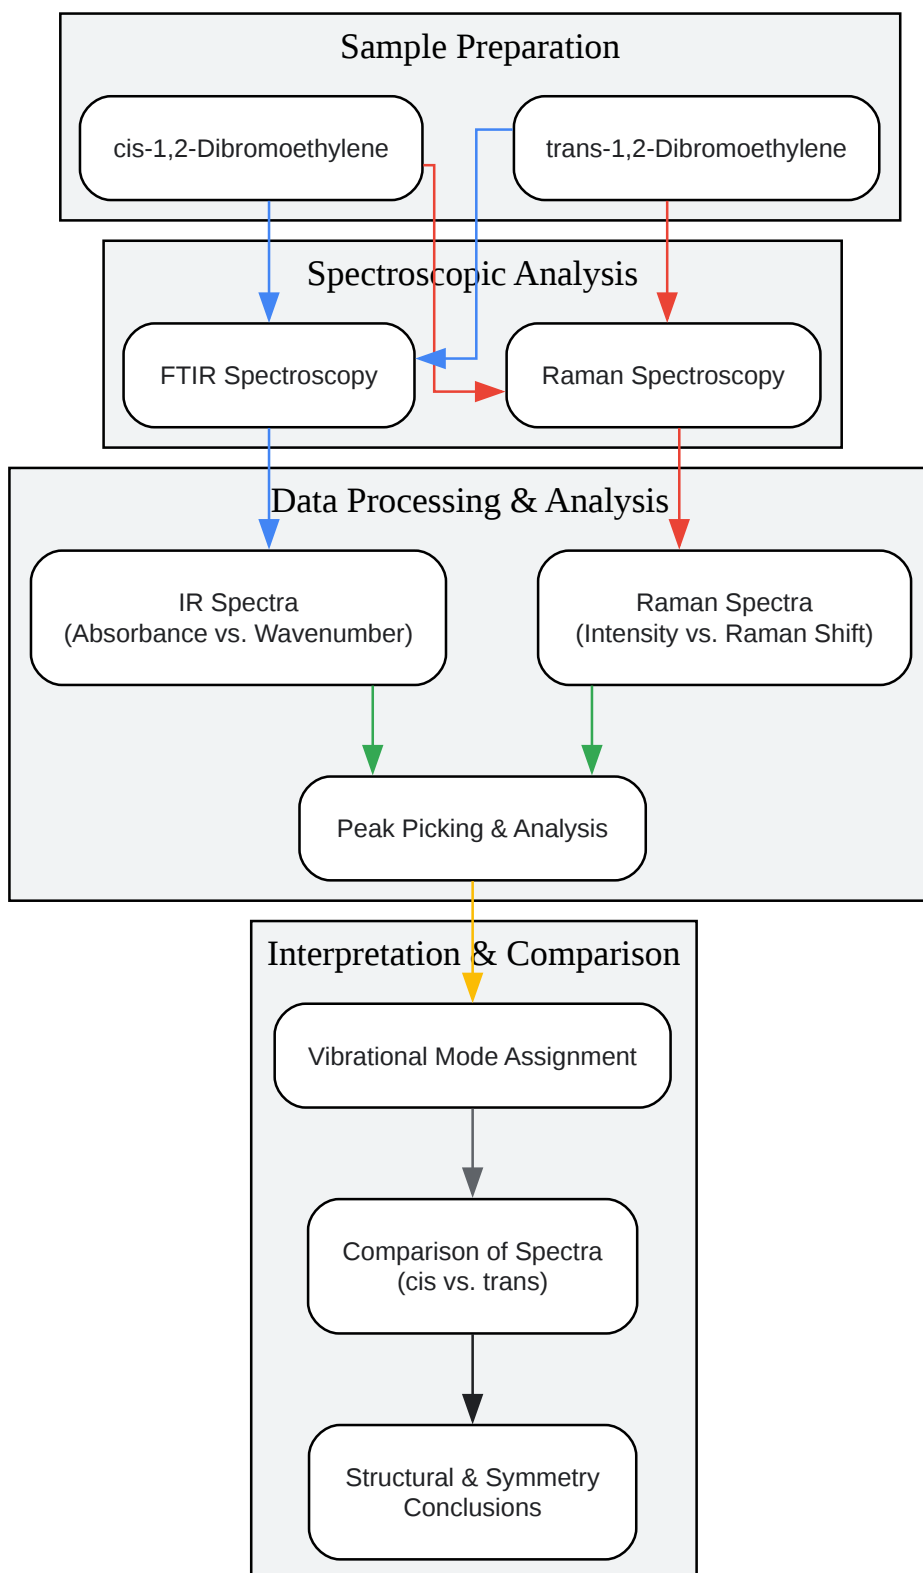 Sample Preparation
cis-1,2-Dibromoethylene
trans-1,2-Dibromoethylene
Spectroscopic Analysis
FTIR Spectroscopy
Raman Spectroscopy
Data Processing & Analysis
IR Spectra
(Absorbance vs. Wavenumber)
Raman Spectra
(Intensity vs. Raman Shift)
Peak Picking & Analysis
Interpretation & Comparison
Vibrational Mode Assignment
Comparison of Spectra
(cis vs. trans)
Structural & Symmetry
Conclusions